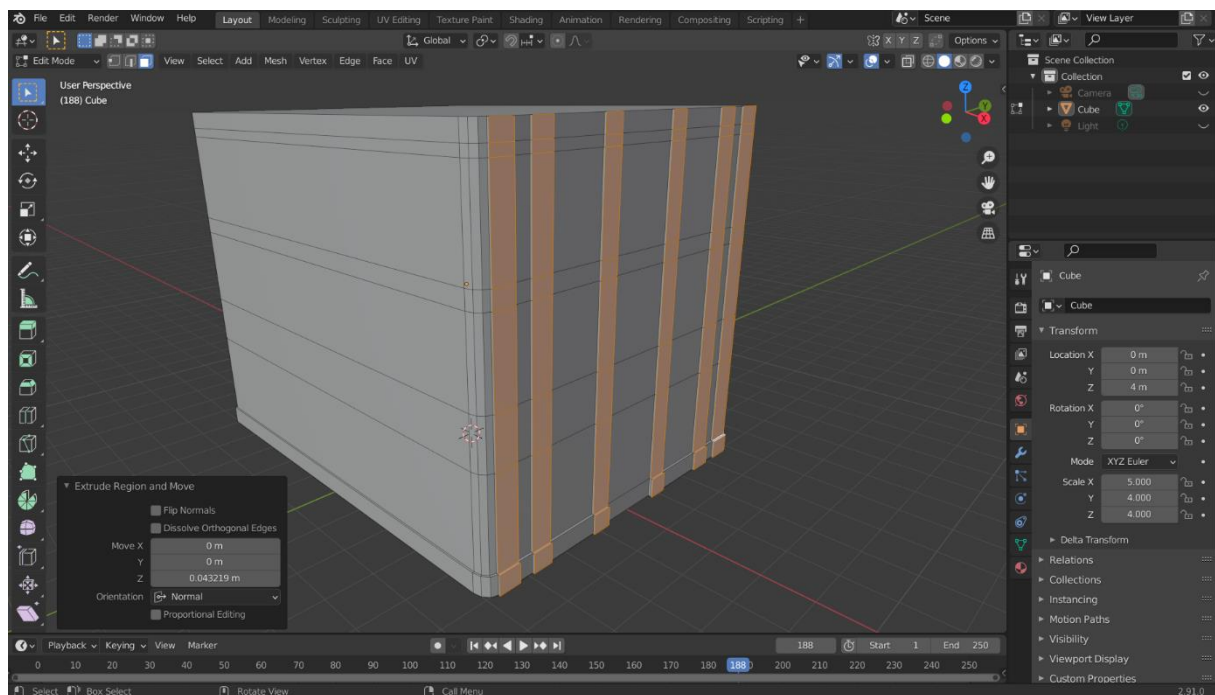 File Edit Render Window Help Layout Modeling Sculpting UV Editing Texture Paint Shading Animation Rendering Compositing Scripting + Scene View Layer
Global X Y Z Options
Edit Mode View Select Add Mesh Vertex Edge Face UV
User Perspective
(188) Cube
Z
Y
X
Scene Collection
Collection
Camera
Cube
Light
Cube
Cube
Transform
Location X 0 m
Y 0 m
Z 4 m
Rotation X 0°
Y 0°
Z 0°
Mode XYZ Euler
Scale X 5.000
Y 4.000
Z 4.000
Delta Transform
Relations
Collections
Instancing
Motion Paths
Visibility
Viewport Display
Custom Properties
Extrude Region and Move
Flip Normals
Dissolve Orthogonal Edges
Move X 0 m
Y 0 m
Z 0.043219 m
Orientation Normal
Proportional Editing
Playback Keying View Marker 188 Start 1 End 250
0 10 20 30 40 50 60 70 80 90 100 110 120 130 140 150 160 170 180 188 200 210 220 230 240 250
Select Box Select Rotate View Call Menu 2.91.0